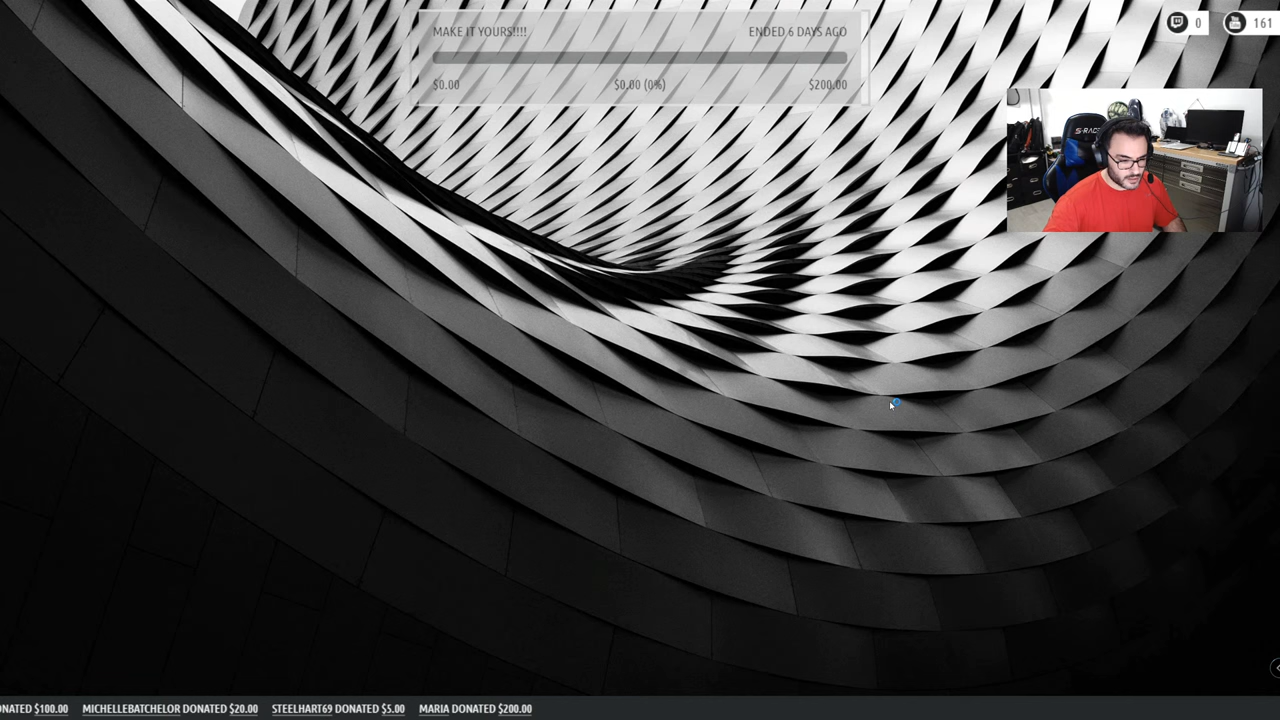 MAKE IT YOURS!!!! ENDED 6 DAYS AGO
$0.00 $0.00 (0%) $200.00
0 161
DONATED $100.00 MICHELLEBATCHELOR DONATED $20.00 STEELHART69 DONATED $5.00 MARIA DONATED $200.00